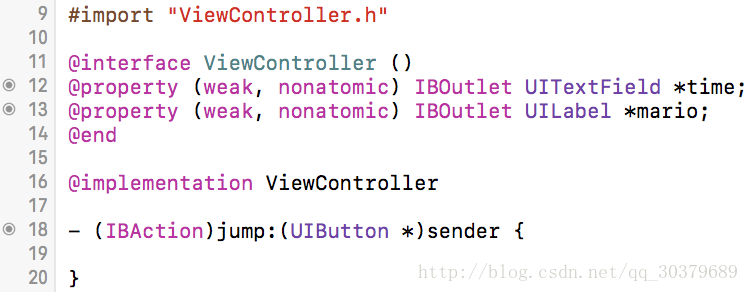 9 #import "ViewController.h"
10
11 @interface ViewController ()
12 @property (weak, nonatomic) IBOutlet UITextField *time;
13 @property (weak, nonatomic) IBOutlet UILabel *mario;
14 @end
15
16 @implementation ViewController
17
18 - (IBAction)jump:(UIButton *)sender {
19
20 }
http://blog.csdn.net/qq_30379689